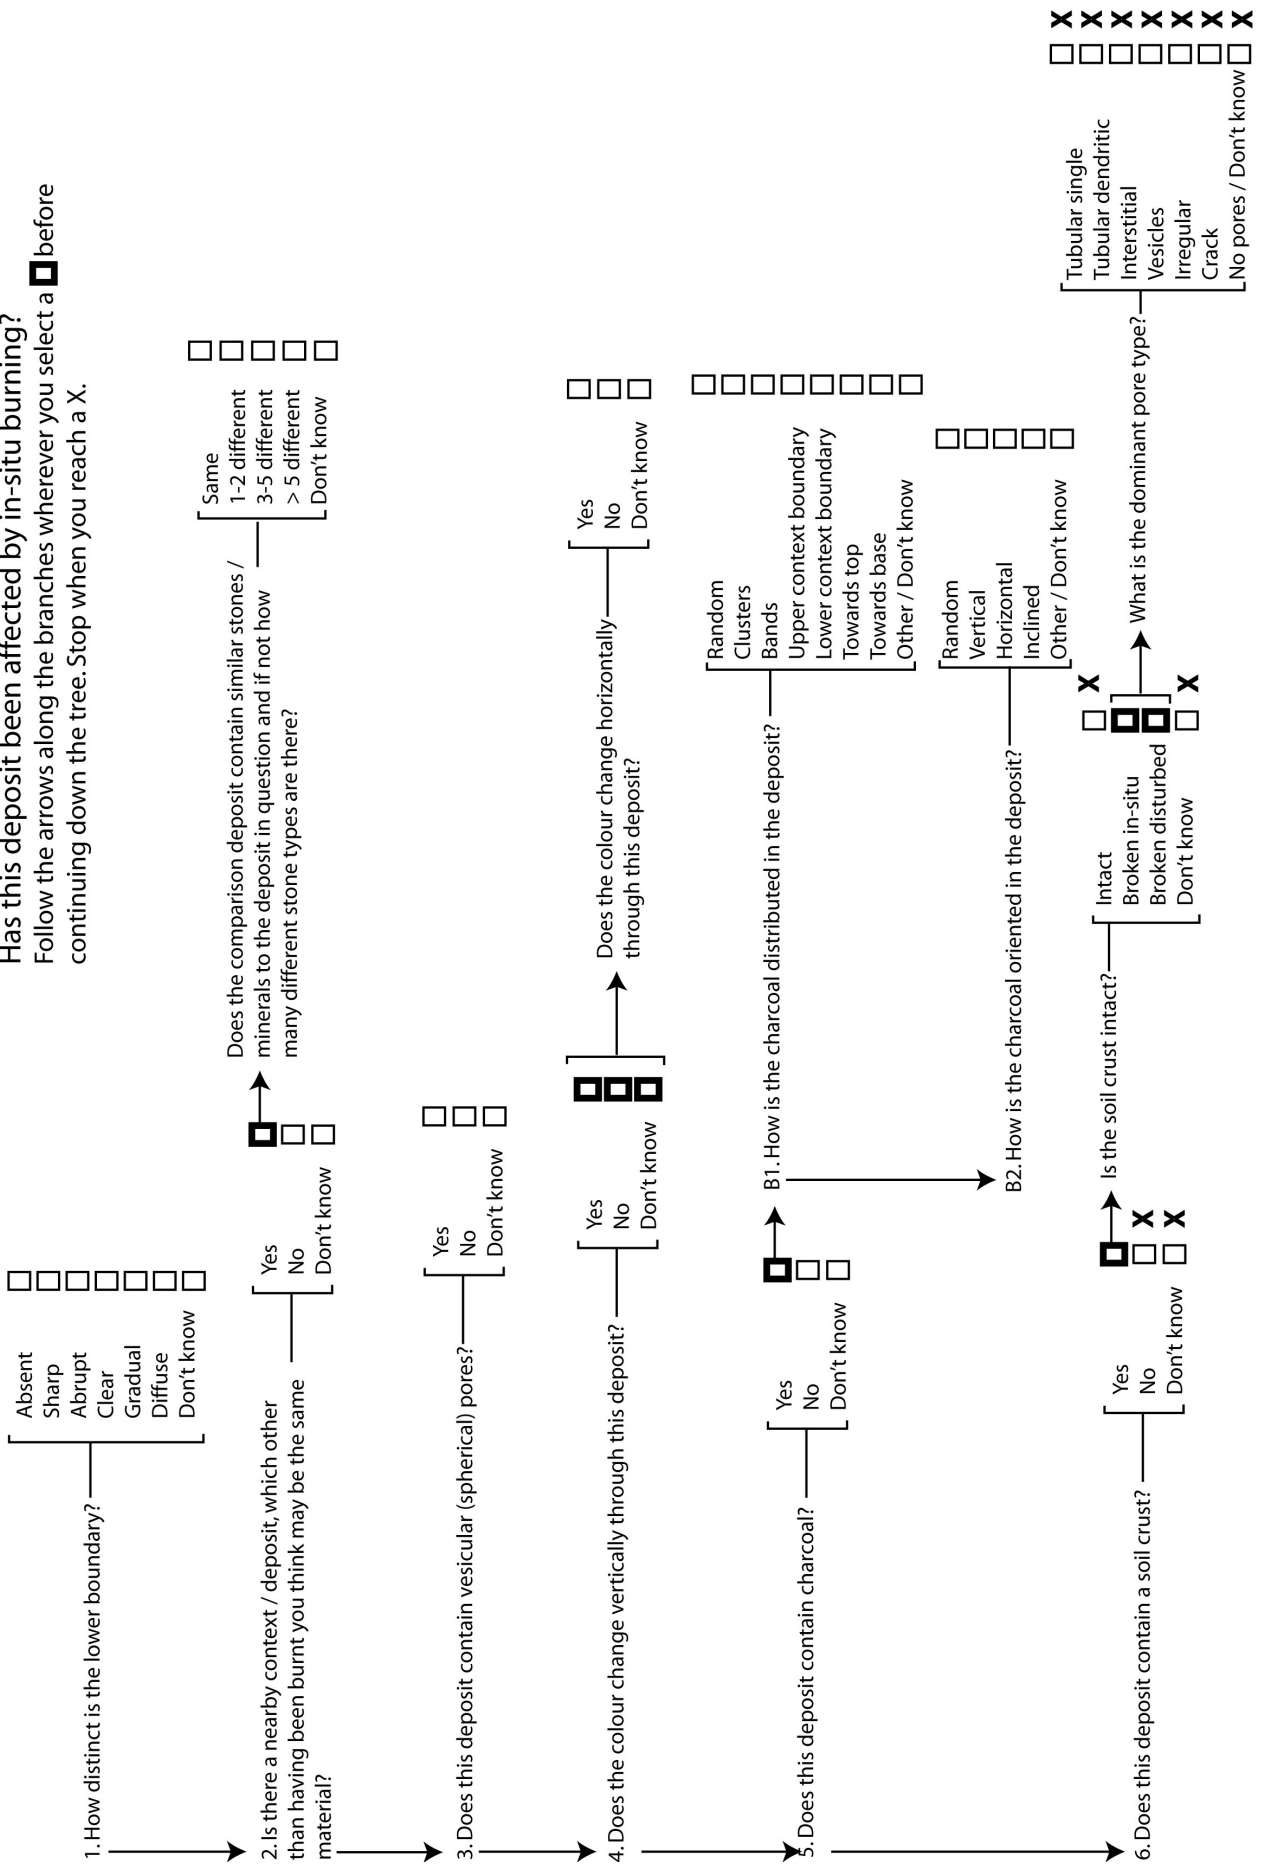 Has this deposit been affected by in-situ burning?
Follow the arrows along the branches wherever you select a before
continuing down the tree. Stop when you reach a X.
1. How distinct is the lower boundary?
Absent
Sharp
Abrupt
Clear
Gradual
Diffuse
Don't know
2. Is there a nearby context / deposit, which other
than having been burnt you think may be the same
material?
Yes
No
Don't know
Does the comparison deposit contain similar stones /
minerals to the deposit in question and if not how
many different stone types are there?
Same
1-2 different
3-5 different
> 5 different
Don't know
3. Does this deposit contain vesicular (spherical) pores?
Yes
No
Don't know
4. Does the colour change vertically through this deposit?
Yes
No
Don't know
Does the colour change horizontally
through this deposit?
Yes
No
Don't know
5. Does this deposit contain charcoal?
Yes
No
Don't know
B1. How is the charcoal distributed in the deposit?
Random
Clusters
Bands
Upper context boundary
Lower context boundary
Towards top
Towards base
Other / Don't know
B2. How is the charcoal oriented in the deposit?
Random
Vertical
Horizontal
Inclined
Other / Don't know
6. Does this deposit contain a soil crust?
Yes
No X
Don't know X
Is the soil crust intact?
Intact X
Broken in-situ
Broken disturbed
Don't know X
What is the dominant pore type?
Tubular single X
Tubular dendritic X
Interstitial X
Vesicles X
Irregular X
Crack X
No pores / Don't know X